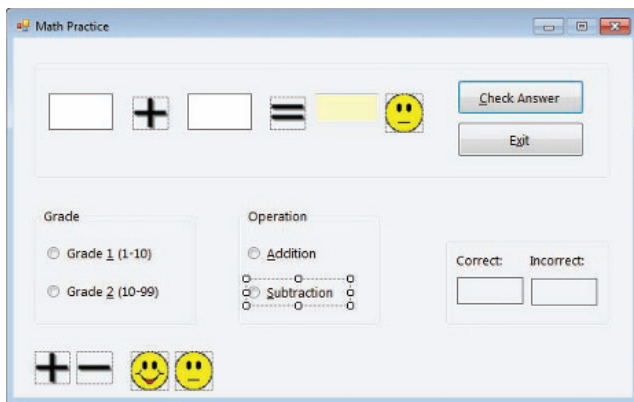 Math Practice
Check Answer
Exit
Grade
Grade 1 (1-10)
Grade 2 (10-99)
Operation
Addition
Subtraction
Correct: Incorrect: